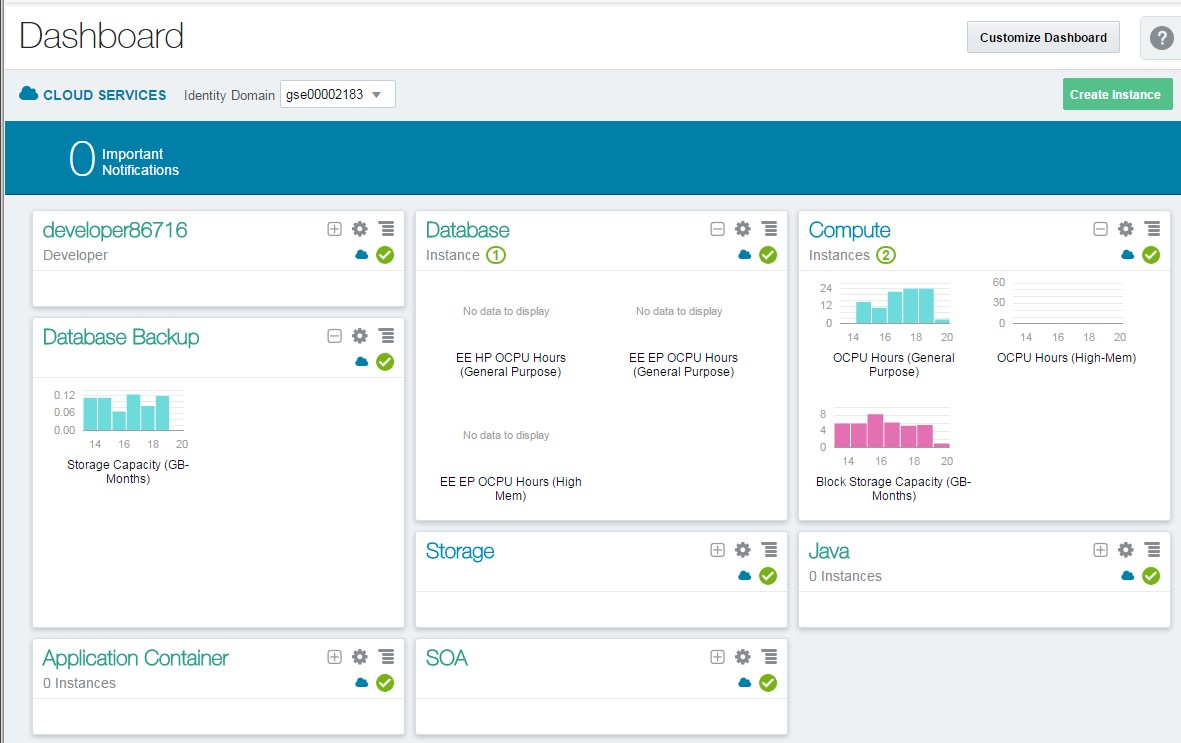 Dashboard
Customize Dashboard
?
CLOUD SERVICES Identity Domain gse00002183
Create Instance
0 Important
Notifications
developer86716
Developer
Database
Instance 1
No data to display
No data to display
EE HP OCPU Hours
(General Purpose)
EE EP OCPU Hours
(General Purpose)
No data to display
EE EP OCPU Hours (High
Mem)
Compute
Instances 2
24
12
0
14 16 18 20
OCPU Hours (General
Purpose)
60
30
0
14 16 18 20
OCPU Hours (High-Mem)
8
4
0
14 16 18 20
Block Storage Capacity (GB-
Months)
Database Backup
0.12
0.06
0.00
14 16 18 20
Storage Capacity (GB-
Months)
Storage
Java
0 Instances
Application Container
0 Instances
SOA